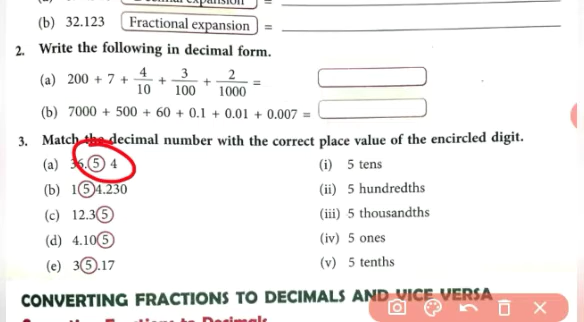 (b) 32.123 Fractional expansion =
2. Write the following in decimal form.
(a) 200 + 7 + 4/10 + 3/100 + 2/1000 =
(b) 7000 + 500 + 60 + 0.1 + 0.01 + 0.007 =
3. Match the decimal number with the correct place value of the encircled digit.
(a) 36.⑤ 4 (i) 5 tens
(b) 1⑤4.230 (ii) 5 hundredths
(c) 12.3⑤ (iii) 5 thousandths
(d) 4.10⑤ (iv) 5 ones
(e) 3⑤.17 (v) 5 tenths
CONVERTING FRACTIONS TO DECIMALS AND VICE VERSA